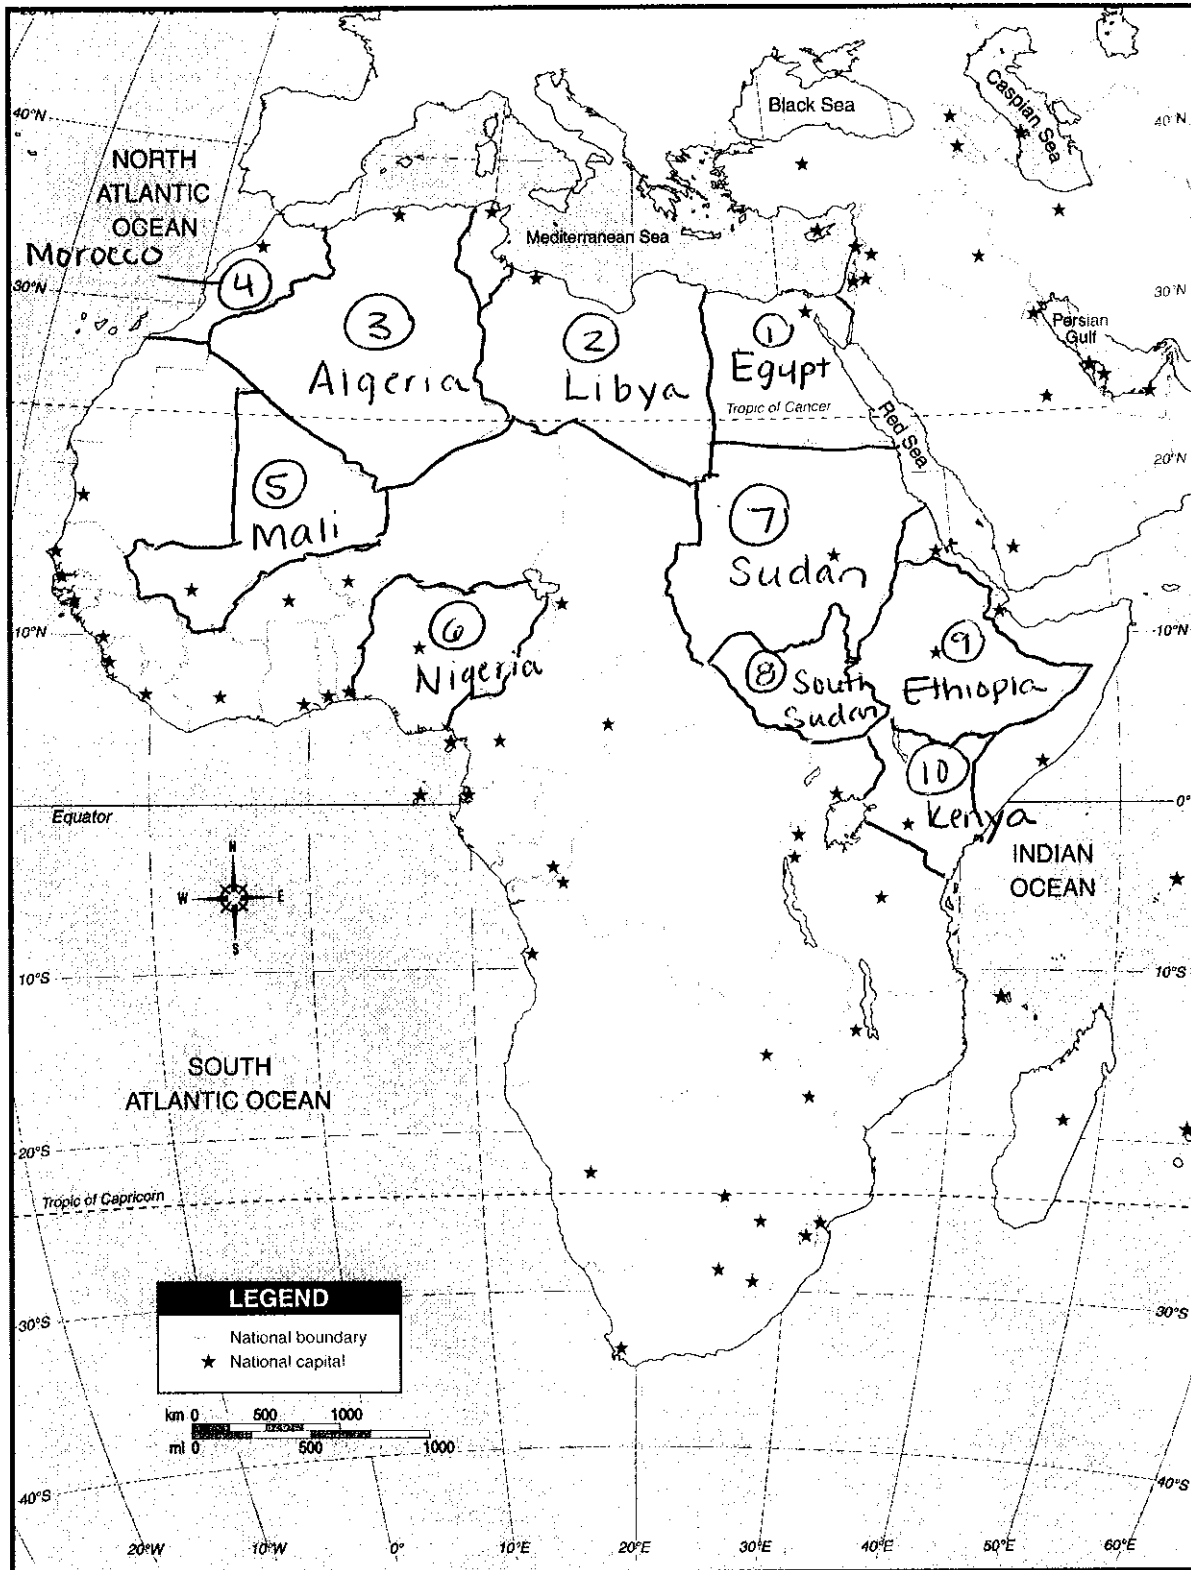 40°N
NORTH
ATLANTIC
OCEAN
Morocco
30°N
Black Sea
Caspian Sea
40°N
Mediterranean Sea
30°N
Persian
Gulf
4
3
Algeria
2
Libya
1
Egupt
Tropic of Cancer
Red Sea
20°N
5
Mali
7
Sudan
10°N
6
Nigeria
8
South
Sudan
9
Ethiopia
10°N
10
Kenya
Equator
0°
INDIAN
OCEAN
N
W
E
S
10°S
10°S
SOUTH
ATLANTIC OCEAN
20°S
Tropic of Capricorn
LEGEND
National boundary
National capital
30°S
30°S
km 0 500 1000
mi 0 500 1000
40°S
40°S
20°W
10°W
0°
10°E
20°E
30°E
40°E
50°E
60°E